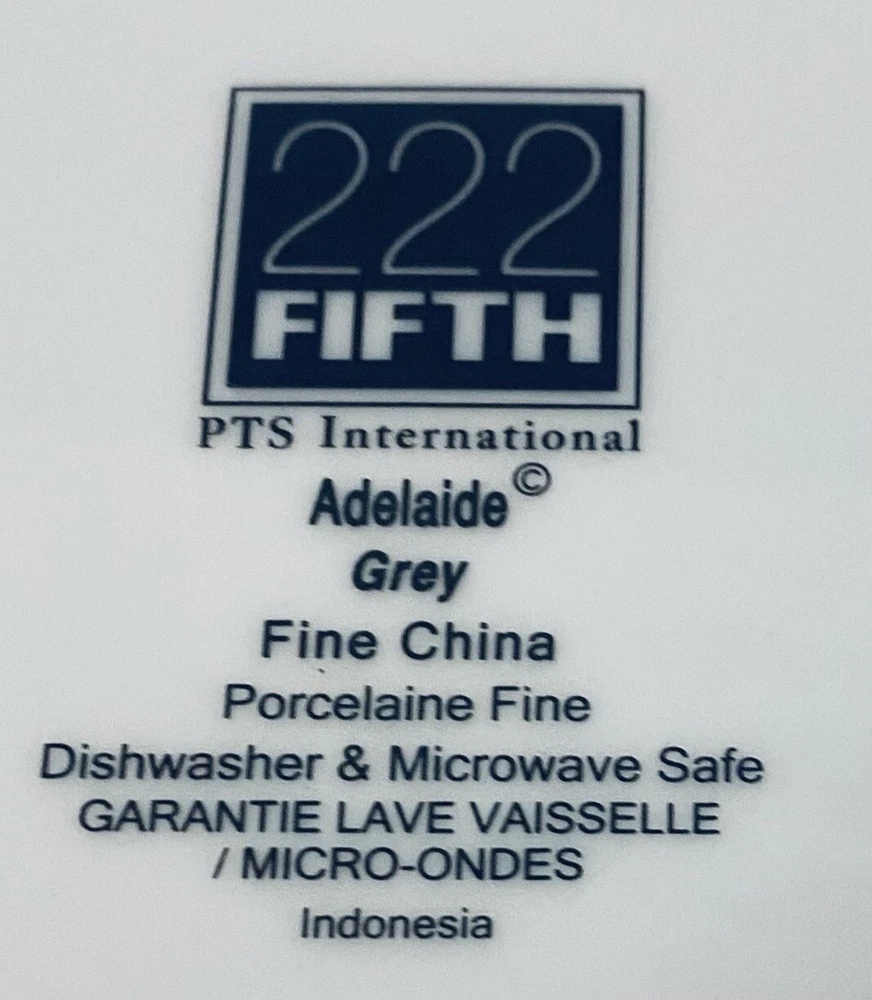 222
FIFTH
PTS International
Adelaide©
Grey
Fine China
Porcelaine Fine
Dishwasher & Microwave Safe
GARANTIE LAVE VAISSELLE
/ MICRO-ONDES
Indonesia